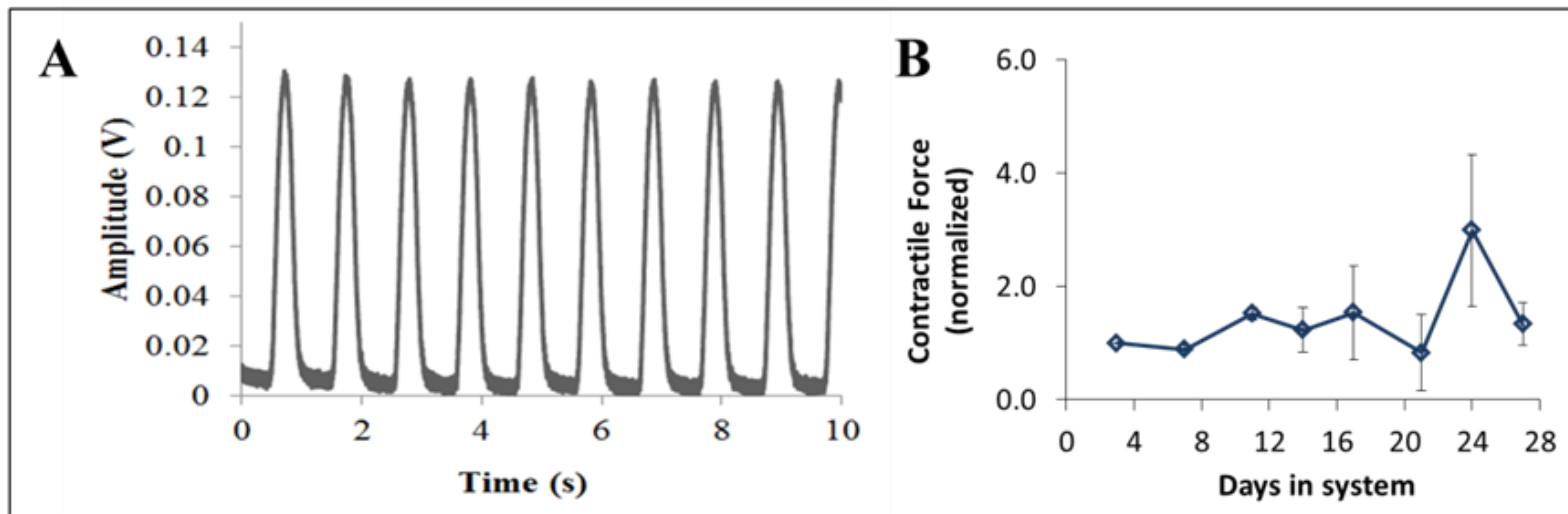 A
0.14
0.12
0.1
0.08
0.06
0.04
0.02
0
Amplitude (V)
0 2 4 6 8 10
Time (s)
B
6.0
4.0
2.0
0.0
Contractile Force
(normalized)
0 4 8 12 16 20 24 28
Days in system